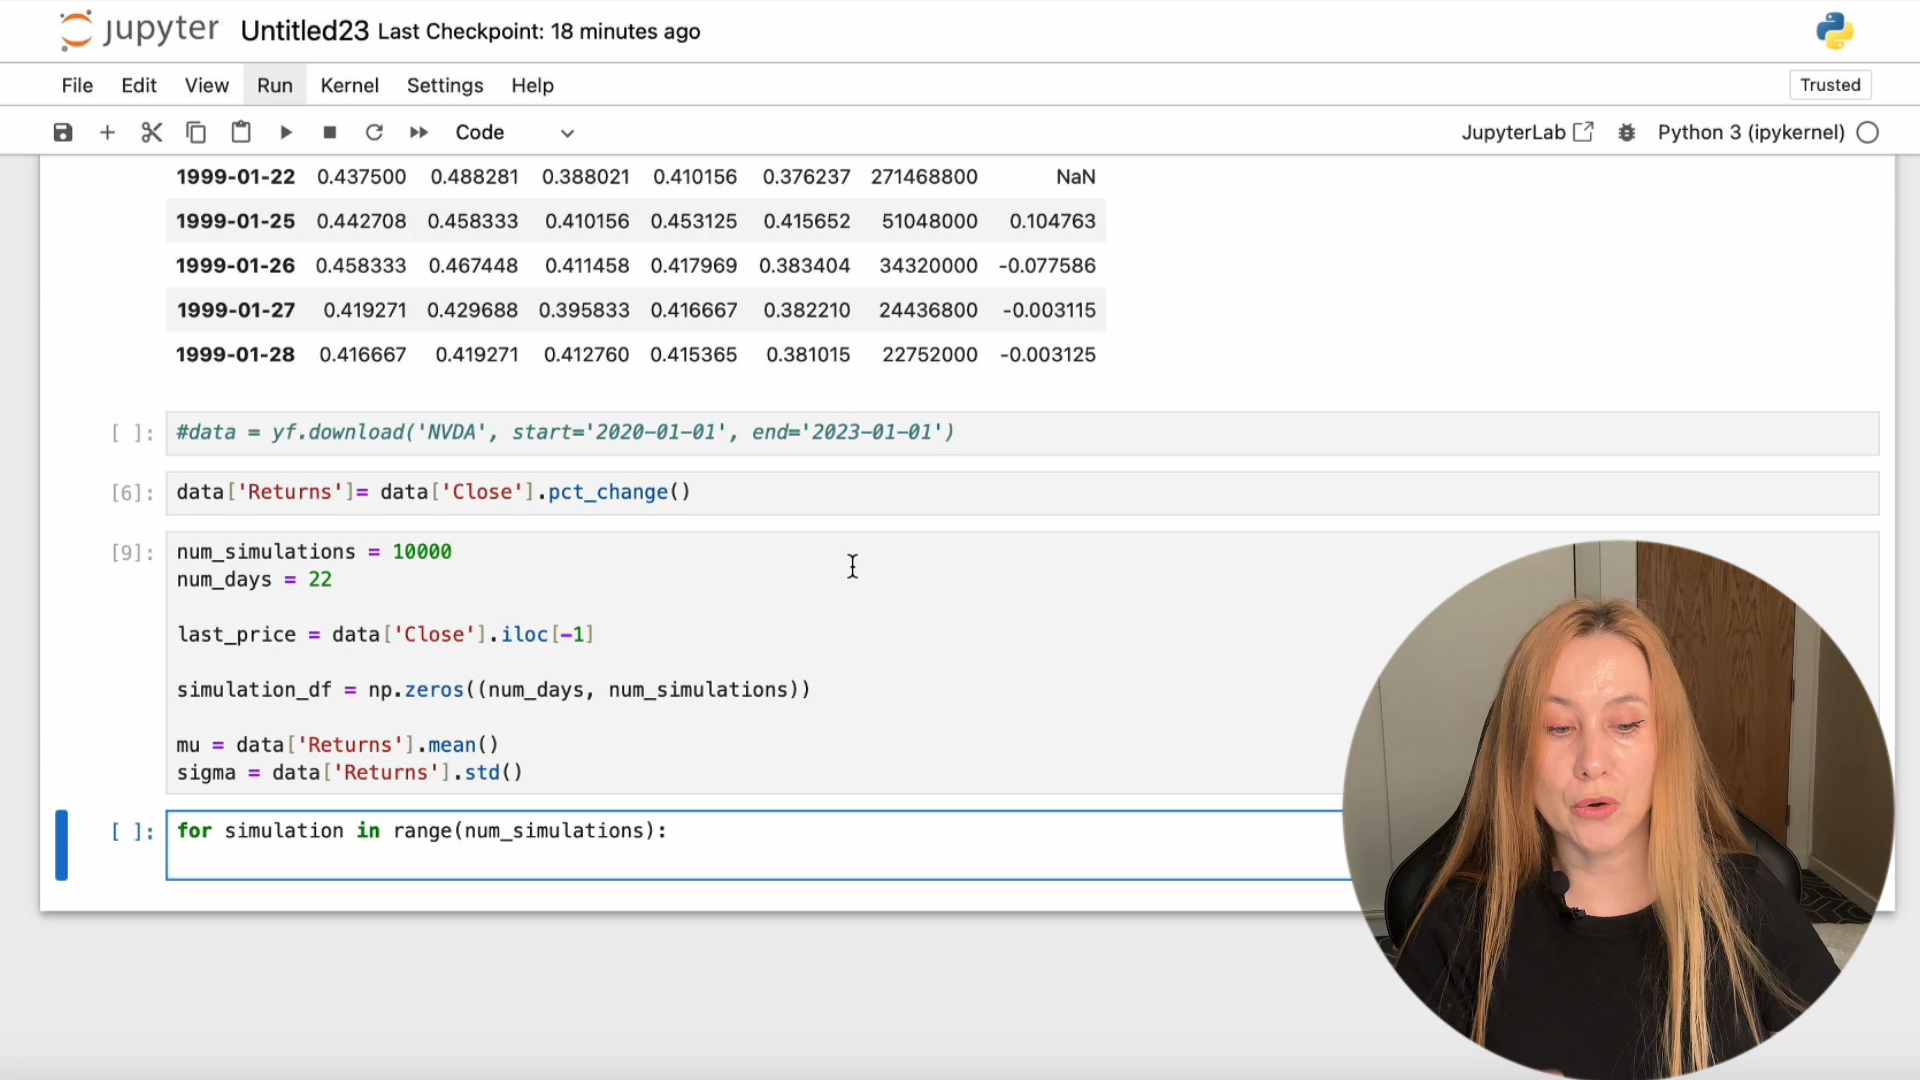 jupyter Untitled23 Last Checkpoint: 18 minutes ago
File Edit View Run Kernel Settings Help Trusted
Code JupyterLab Python 3 (ipykernel)
1999-01-22 0.437500 0.488281 0.388021 0.410156 0.376237 271468800 NaN
1999-01-25 0.442708 0.458333 0.410156 0.453125 0.415652 51048000 0.104763
1999-01-26 0.458333 0.467448 0.411458 0.417969 0.383404 34320000 -0.077586
1999-01-27 0.419271 0.429688 0.395833 0.416667 0.382210 24436800 -0.003115
1999-01-28 0.416667 0.419271 0.412760 0.415365 0.381015 22752000 -0.003125
[ ]: #data = yf.download('NVDA', start='2020-01-01', end='2023-01-01')
[6]: data['Returns']= data['Close'].pct_change()
[9]: num_simulations = 10000
num_days = 22
last_price = data['Close'].iloc[-1]
simulation_df = np.zeros((num_days, num_simulations))
mu = data['Returns'].mean()
sigma = data['Returns'].std()
[ ]: for simulation in range(num_simulations):